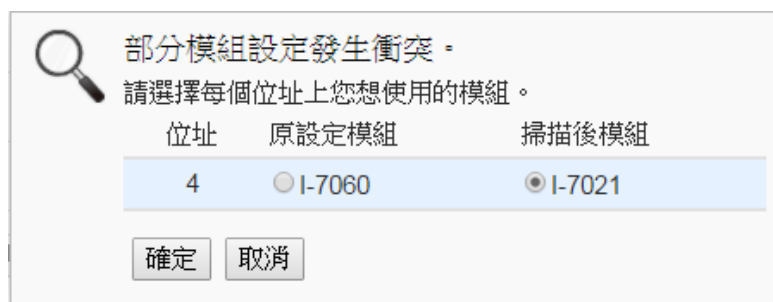 部分模組設定發生衝突。
請選擇每個位址上您想使用的模組。
位址 原設定模組 掃描後模組
4 I-7060 I-7021
確定 取消